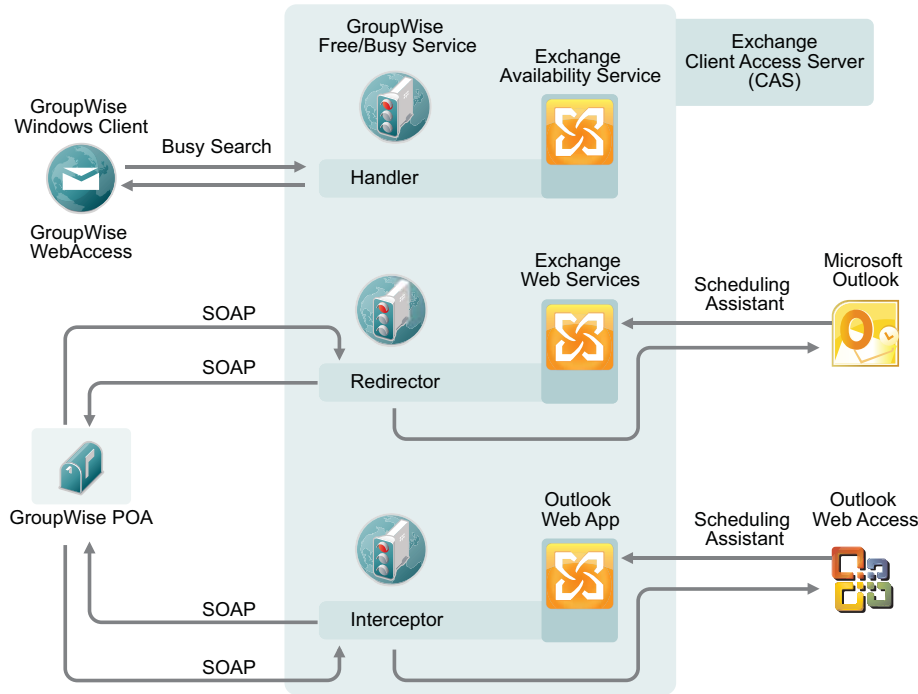 GroupWise
Free/Busy Service
Exchange
Availability Service
Exchange
Client Access Server
(CAS)
GroupWise
Windows Client
Busy Search
Handler
GroupWise
WebAccess
Exchange
Web Services
Scheduling
Assistant
Microsoft
Outlook
SOAP
SOAP
Redirector
GroupWise POA
Outlook
Web App
Scheduling
Assistant
Outlook
Web Access
SOAP
Interceptor
SOAP